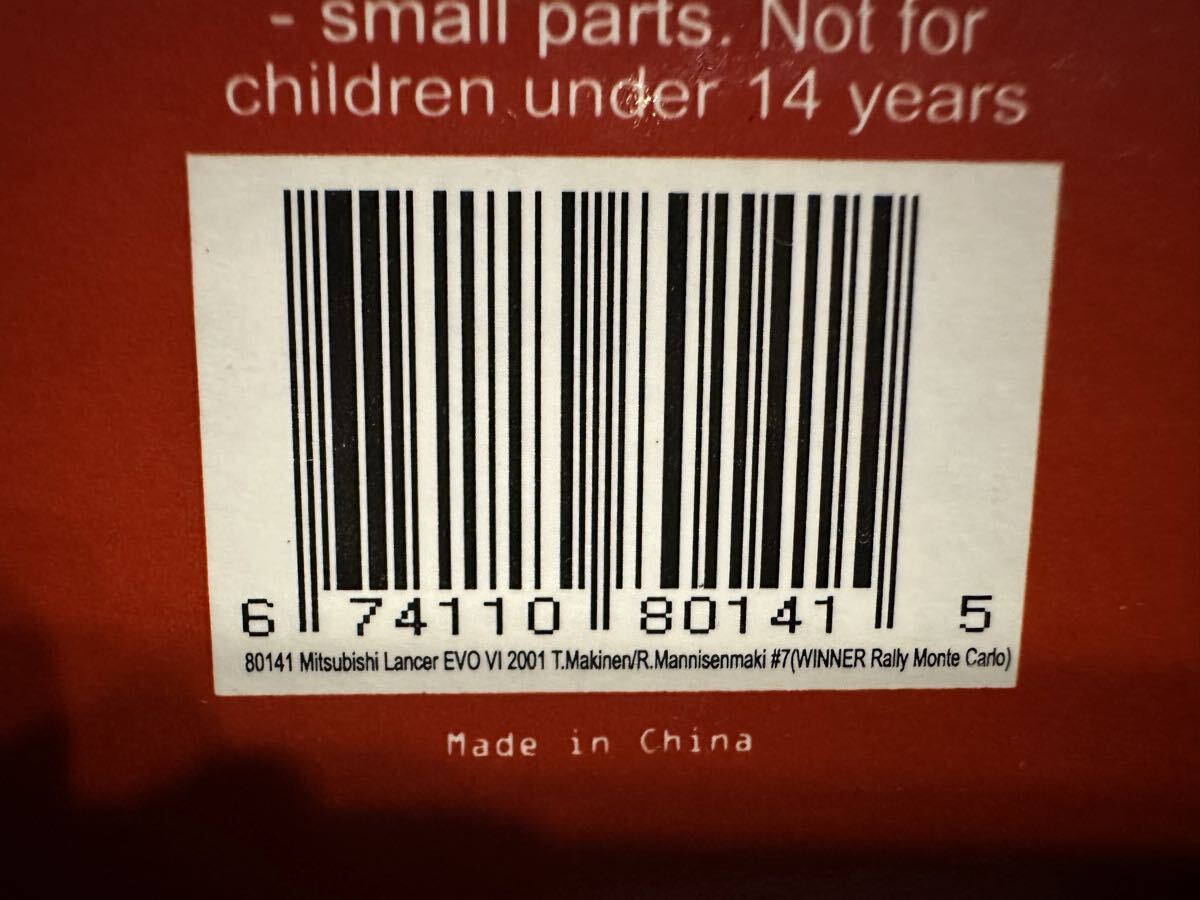 - small parts. Not for
children under 14 years
6 74110 80141 5
80141 Mitsubishi Lancer EVO VI 2001 T.Makinen/R.Mannisenmaki #7(WINNER Rally Monte Carlo)
Made in China